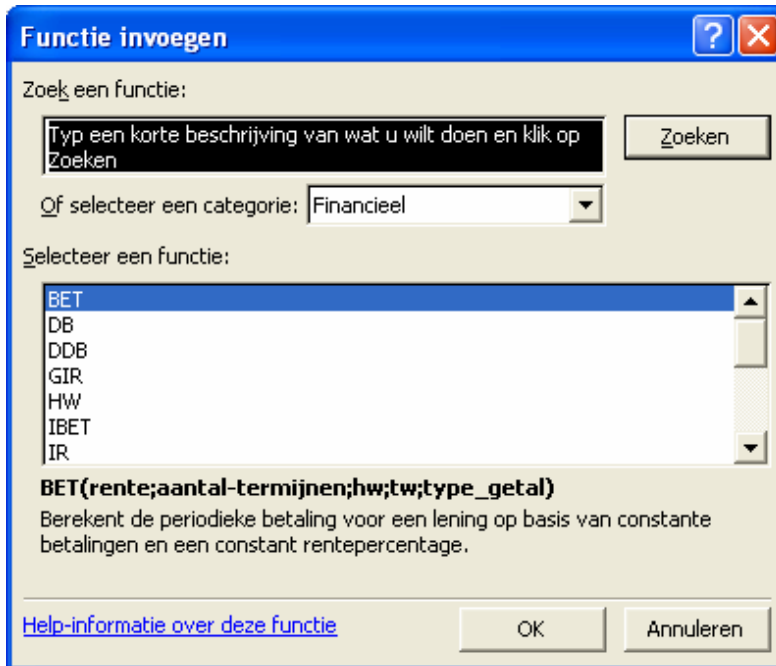 Functie invoegen
Zoek een functie:
Typ een korte beschrijving van wat u wilt doen en klik op
Zoeken
Zoeken
Of selecteer een categorie: Financieel
Selecteer een functie:
BET
DB
DDB
GIR
HW
IBET
IR
BET(rente;aantal-termijnen;hw;tw;type_getal)
Berekent de periodieke betaling voor een lening op basis van constante
betalingen en een constant rentepercentage.
Help-informatie over deze functie
OK
Annuleren